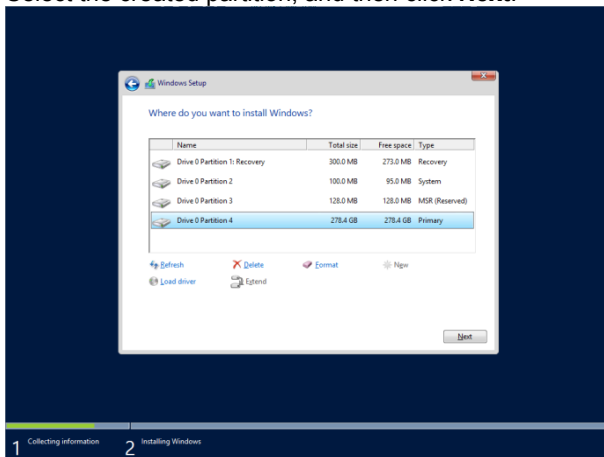 Select the created partition, and then click Next.
Windows Setup
Where do you want to install Windows?
Name Total size Free space Type
Drive 0 Partition 1: Recovery 300.0 MB 273.0 MB Recovery
Drive 0 Partition 2 100.0 MB 95.0 MB System
Drive 0 Partition 3 128.0 MB 128.0 MB MSR (Reserved)
Drive 0 Partition 4 278.4 GB 278.4 GB Primary
Refresh Delete Format New
Load driver Extend
Next
1 Collecting information 2 Installing Windows